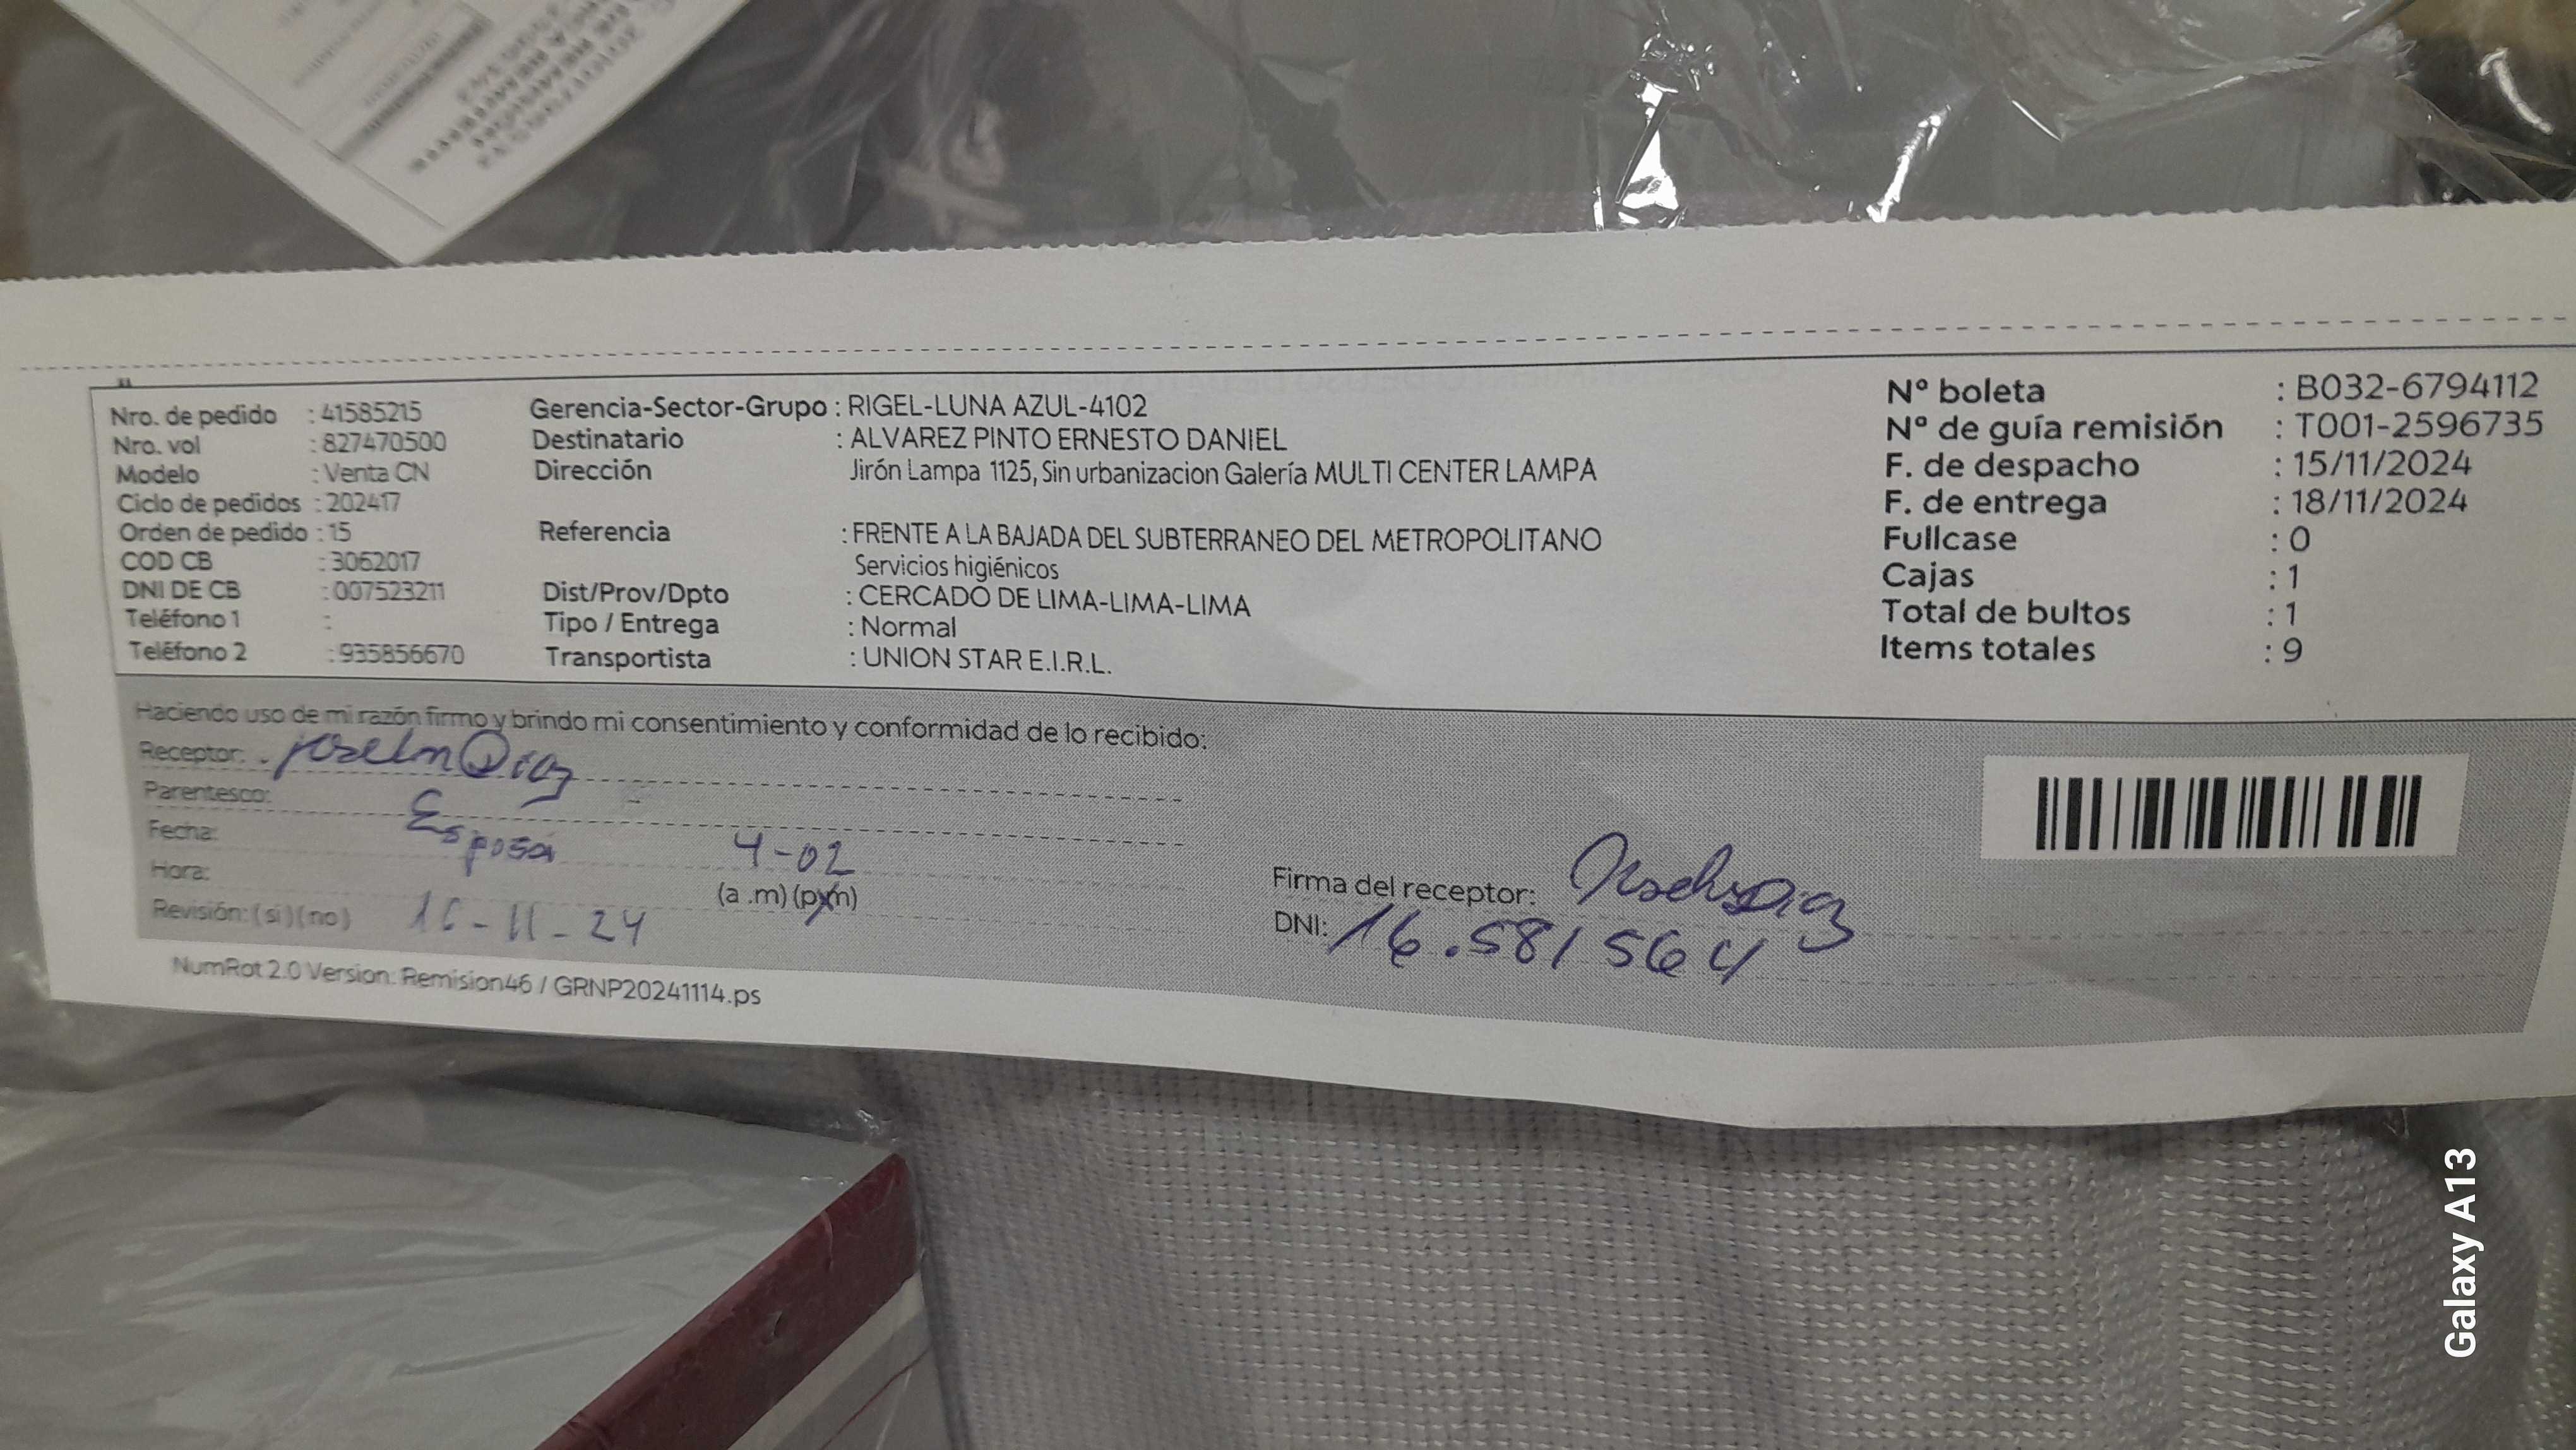 Nro. de pedido : 41585215
Nro. vol : 827470500
Modelo : Venta CN
Ciclo de pedidos : 202417
Orden de pedido : 15
COD CB : 3062017
DNI DE CB : 007523211
Teléfono 1 :
Teléfono 2 : 935856670
Gerencia-Sector-Grupo : RIGEL-LUNA AZUL-4102
Destinatario : ALVAREZ PINTO ERNESTO DANIEL
Dirección Jirón Lampa 1125, Sin urbanizacion Galería MULTI CENTER LAMPA
Referencia : FRENTE A LA BAJADA DEL SUBTERRANEO DEL METROPOLITANO
Servicios higiénicos
Dist/Prov/Dpto : CERCADO DE LIMA-LIMA-LIMA
Tipo / Entrega : Normal
Transportista : UNION STAR E.I.R.L.
Nº boleta : B032-6794112
Nº de guía remisión : T001-2596735
F. de despacho : 15/11/2024
F. de entrega : 18/11/2024
Fullcase : 0
Cajas : 1
Total de bultos : 1
Items totales : 9
Haciendo uso de mi razón firmo y brindo mi consentimiento y conformidad de lo recibido:
Receptor: Diaz
Parentesco: Esposa
Fecha:
4-02
Hora: (a .m) (pm)
Revisión: ( si ) ( no ) 16-11-24
Firma del receptor: Diaz
DNI: 16.581564
NumRot 2.0 Version: Remision46 / GRNP20241114.ps
Galaxy A13